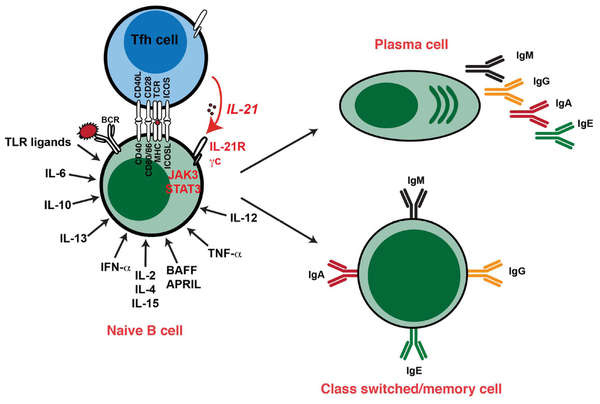 Tfh cell
CD40L
CD28
TCR
ICOS
IL-21
BCR
TLR ligands
CD40
CD80/86
MHC
ICOSL
IL-21R
γc
JAK3
STAT3
IL-6
IL-10
IL-13
IFN-α
IL-2
IL-4
IL-15
BAFF
APRIL
TNF-α
IL-12
Naive B cell
Plasma cell
IgM
IgG
IgA
IgE
IgM
IgA
IgG
IgE
Class switched/memory cell